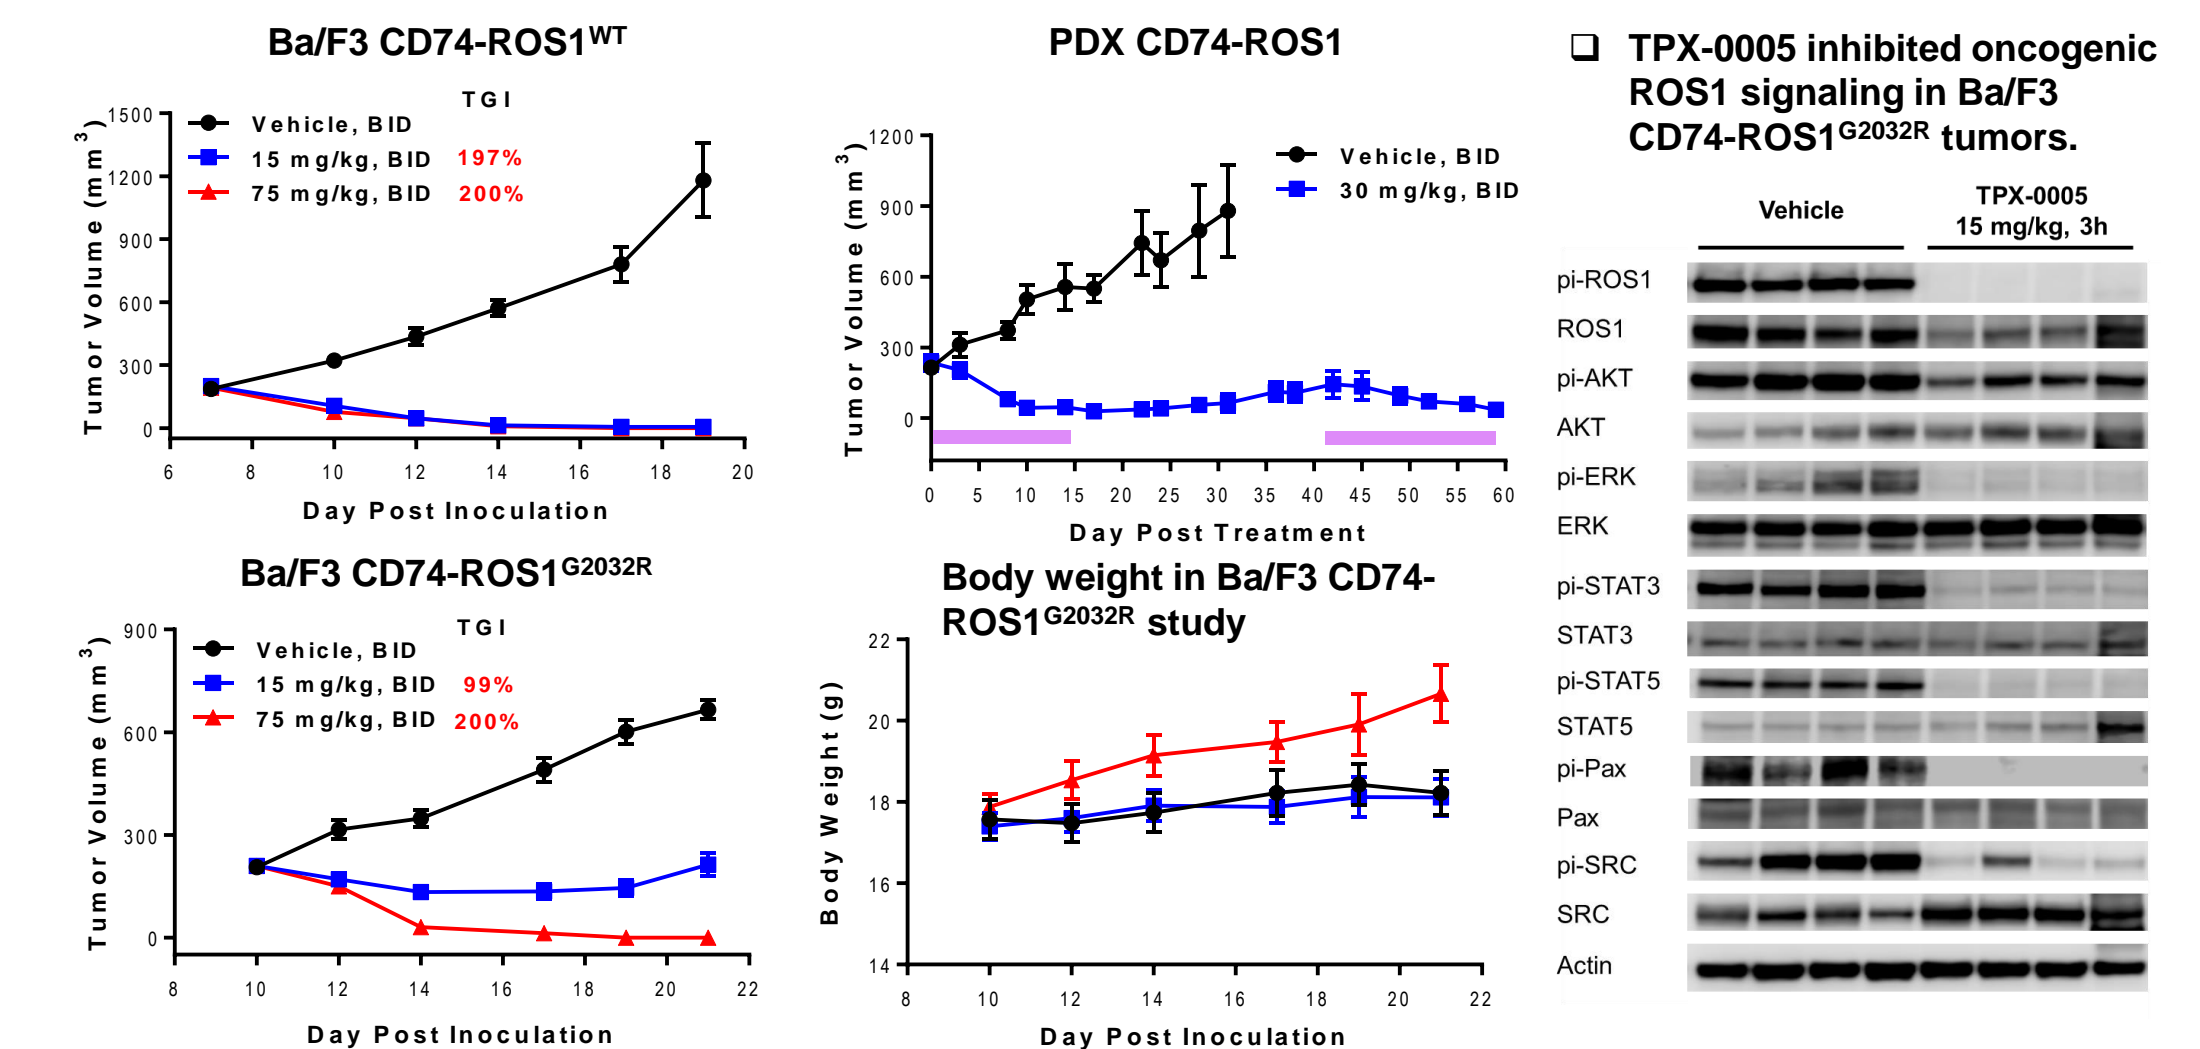 Ba/F3 CD74-ROS1WT
TGI
Vehicle, BID
15 mg/kg, BID 197%
75 mg/kg, BID 200%
Tumor Volume (mm3)
1500
1200
900
600
300
0
6 8 10 12 14 16 18 20
Day Post Inoculation
PDX CD74-ROS1
Vehicle, BID
30 mg/kg, BID
Tumor Volume (mm3)
1200
900
600
300
0
0 5 10 15 20 25 30 35 40 45 50 55 60
Day Post Treatment
Ba/F3 CD74-ROS1G2032R
TGI
Vehicle, BID
15 mg/kg, BID 99%
75 mg/kg, BID 200%
Tumor Volume (mm3)
900
600
300
0
8 10 12 14 16 18 20 22
Day Post Inoculation
Body weight in Ba/F3 CD74-
ROS1G2032R study
Body Weight (g)
22
20
18
16
14
8 10 12 14 16 18 20 22
Day Post Inoculation
❑ TPX-0005 inhibited oncogenic
ROS1 signaling in Ba/F3
CD74-ROS1G2032R tumors.
Vehicle
TPX-0005
15 mg/kg, 3h
pi-ROS1
ROS1
pi-AKT
AKT
pi-ERK
ERK
pi-STAT3
STAT3
pi-STAT5
STAT5
pi-Pax
Pax
pi-SRC
SRC
Actin